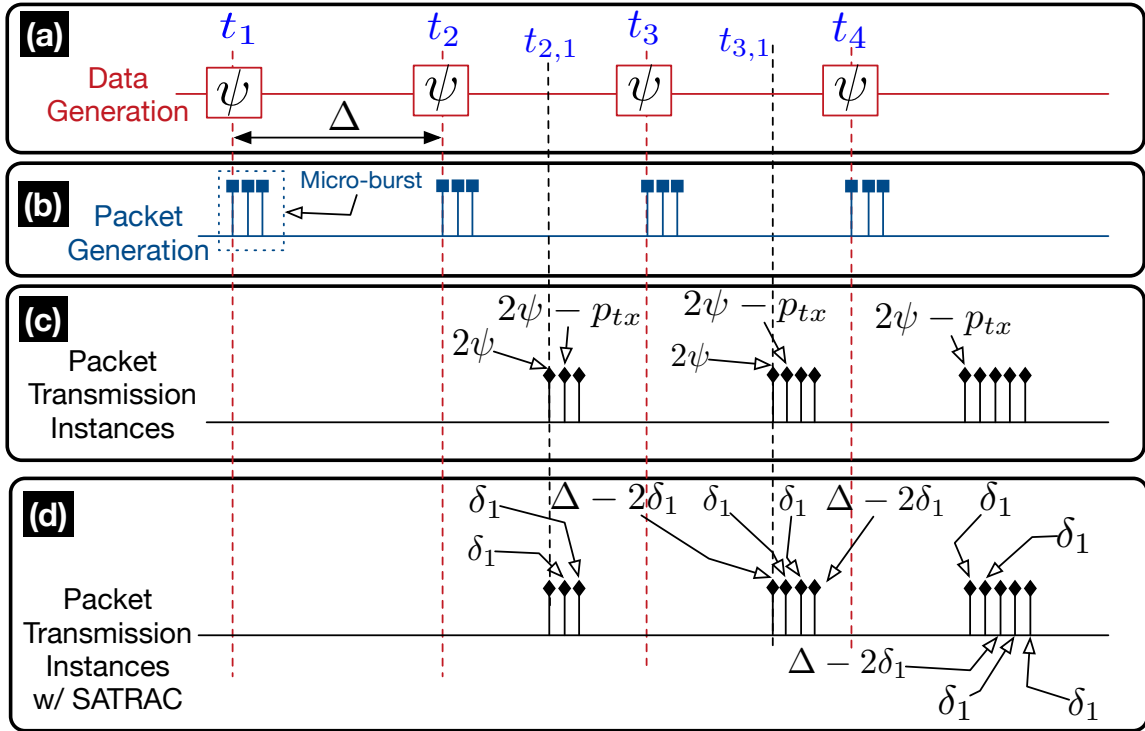 (a)
t₁ t₂ t₂,₁ t₃ t₃,₁ t₄
Data
Generation
ψ ψ ψ ψ
Δ
(b)
Packet
Generation
Micro-burst
(c)
Packet
Transmission
Instances
2ψ − pₜₓ 2ψ − pₜₓ 2ψ − pₜₓ
2ψ 2ψ
(d)
Packet
Transmission
Instances
w/ SATRAC
δ₁ Δ − 2δ₁ δ₁ δ₁ Δ − 2δ₁ δ₁
δ₁ δ₁
Δ − 2δ₁
δ₁ δ₁